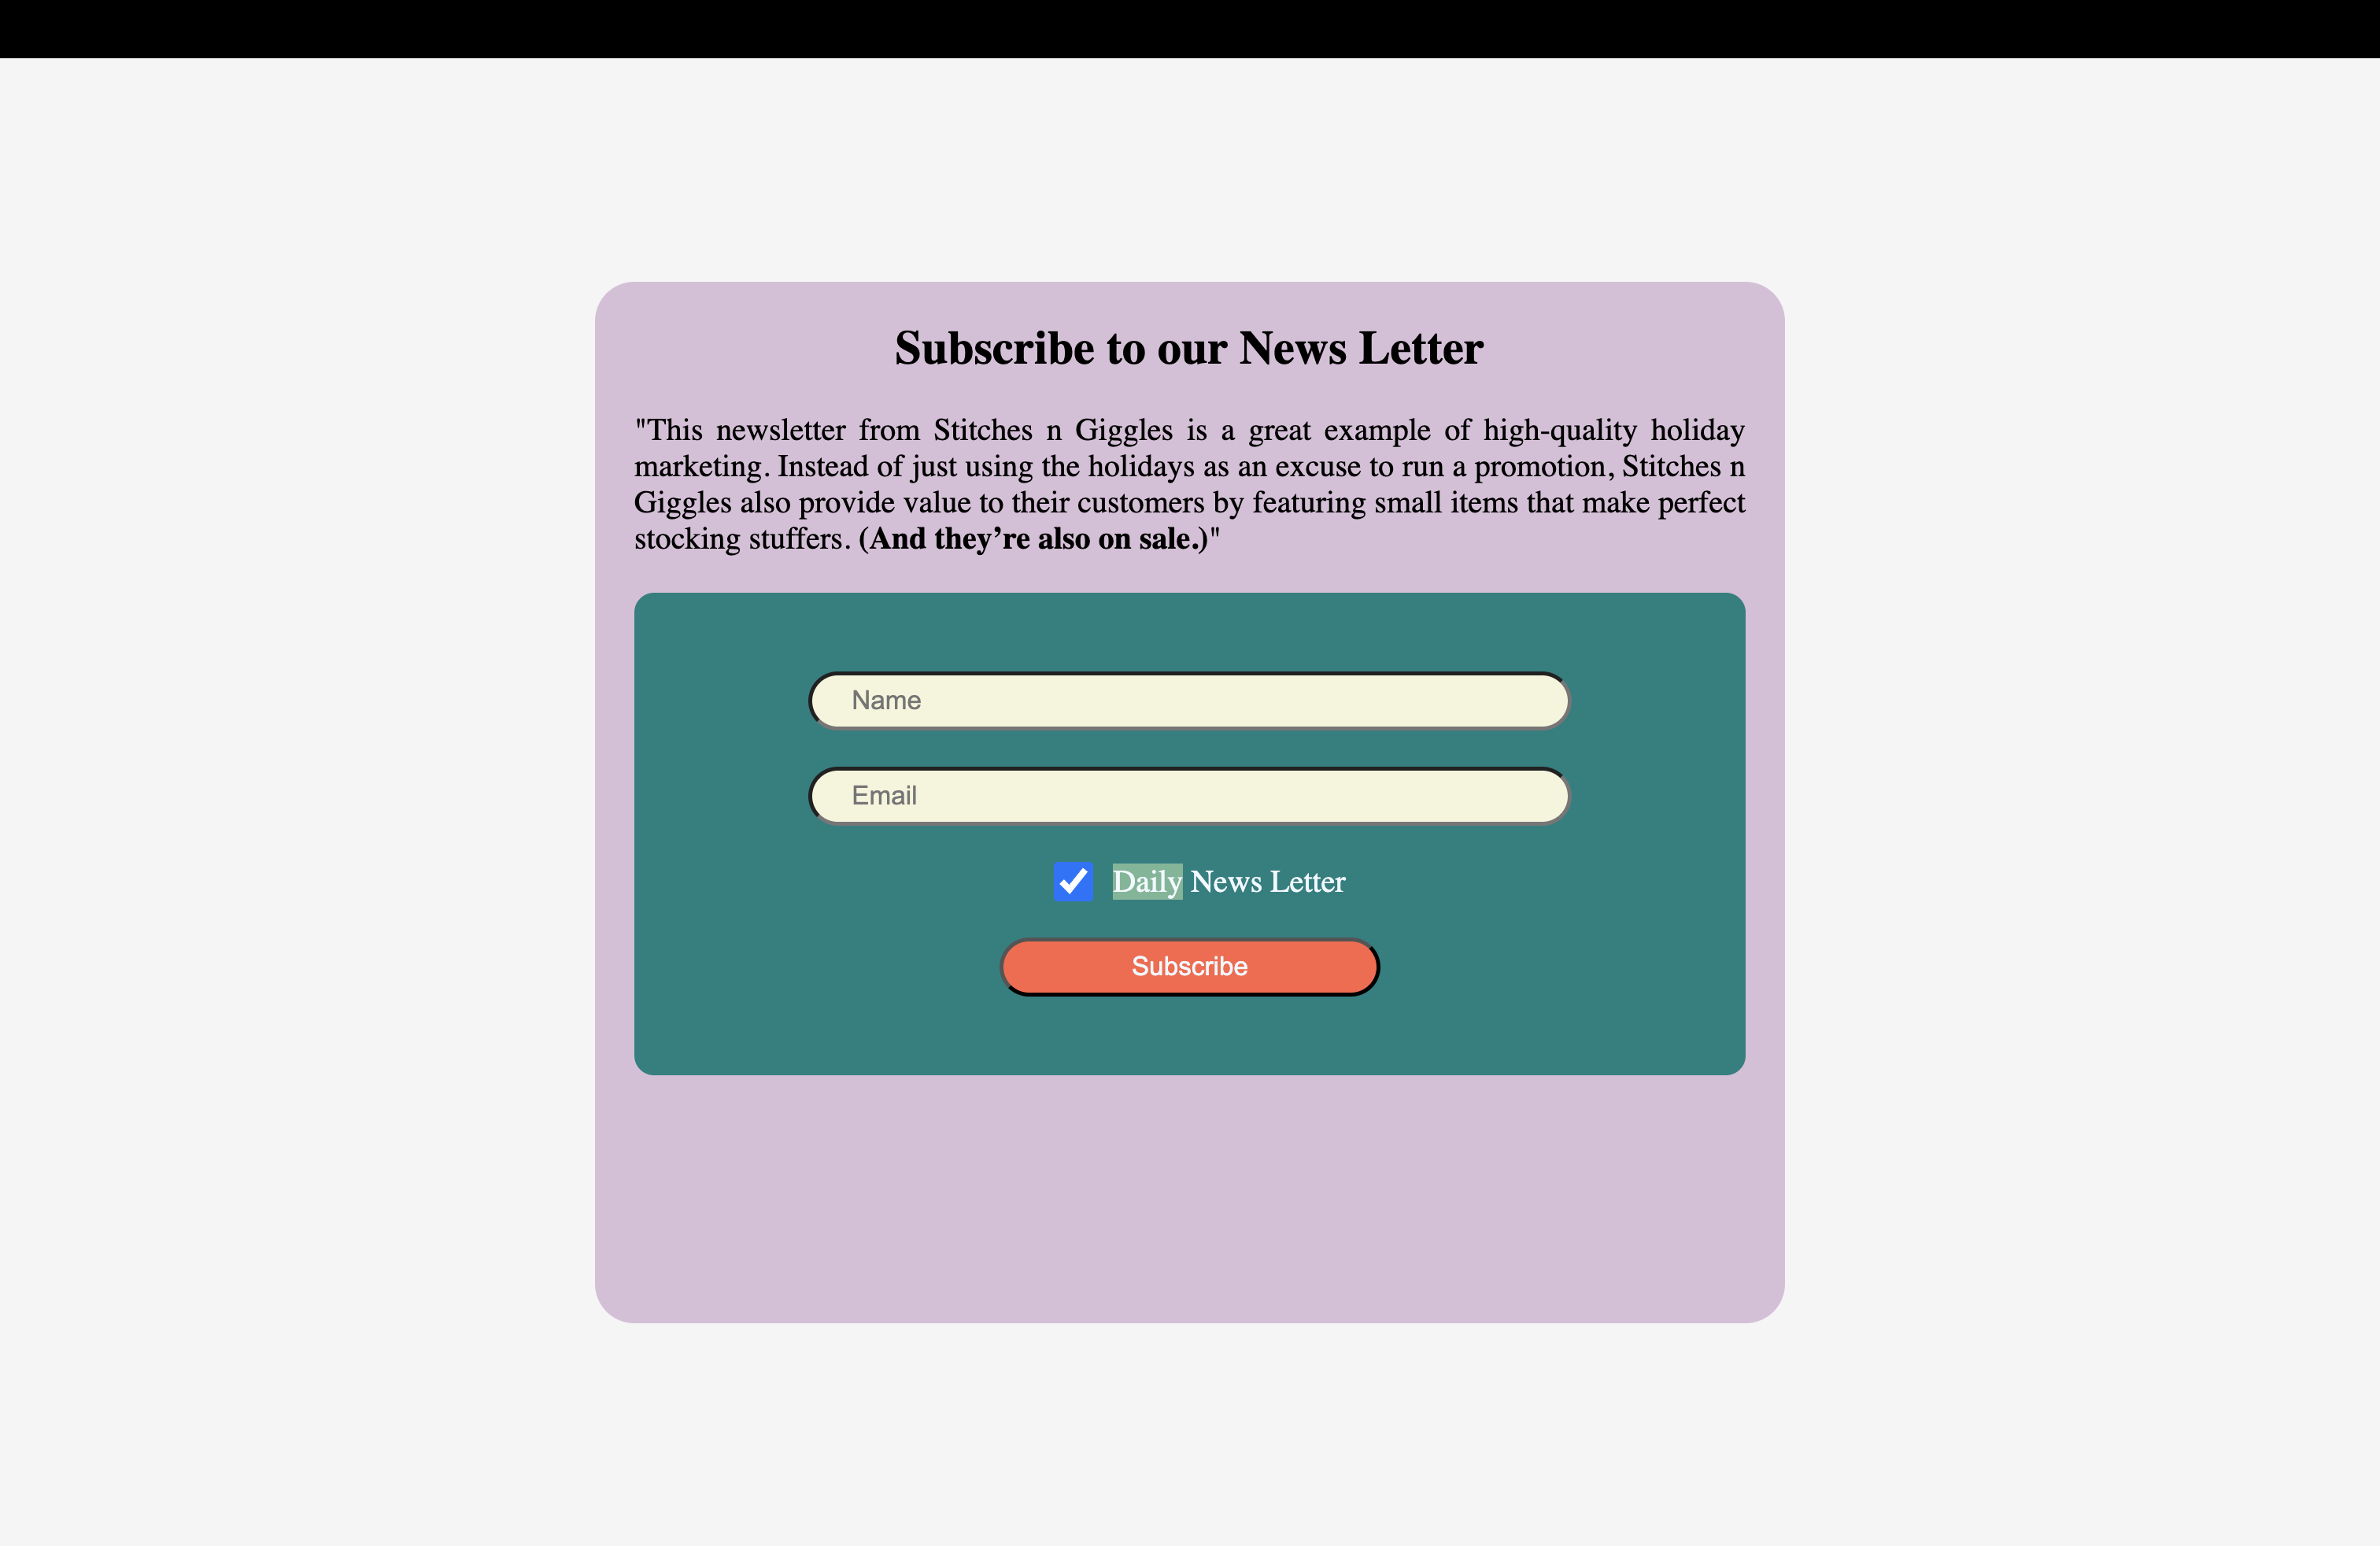 Subscribe to our News Letter
"This newsletter from Stitches n Giggles is a great example of high-quality holiday
marketing. Instead of just using the holidays as an excuse to run a promotion, Stitches n
Giggles also provide value to their customers by featuring small items that make perfect
stocking stuffers. (And they’re also on sale.)"
Name
Email
Daily News Letter
Subscribe